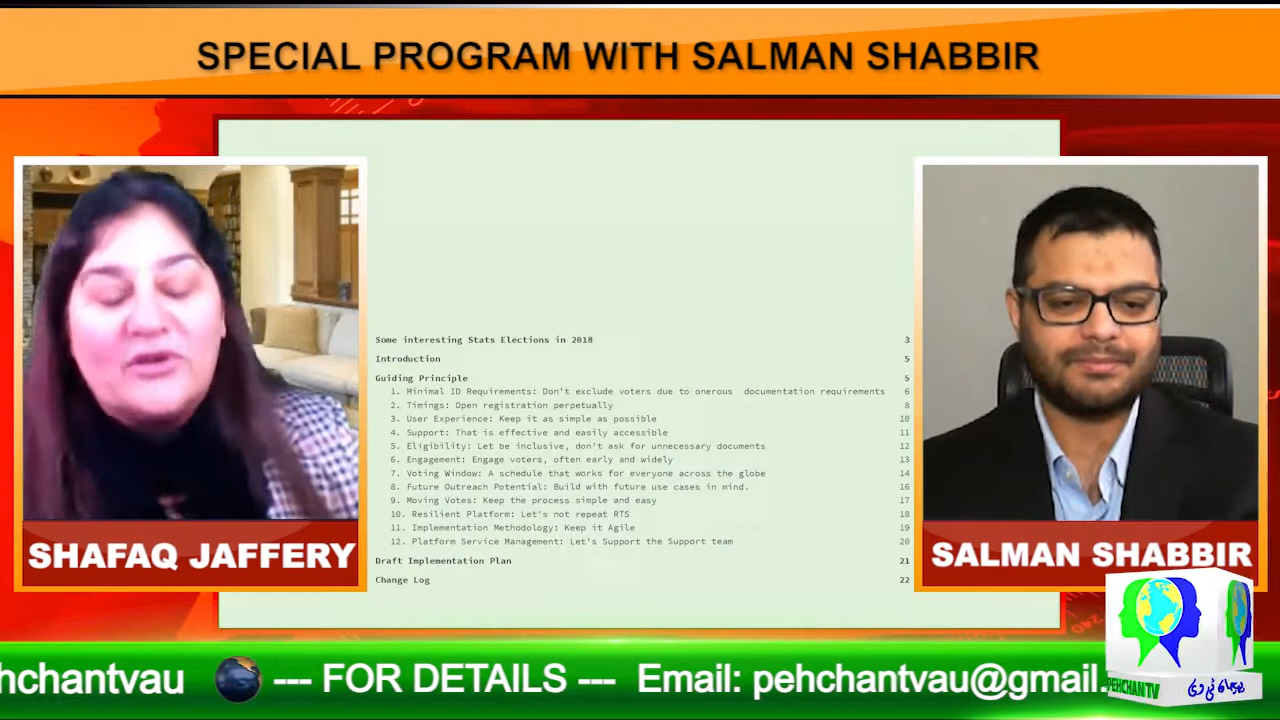 SPECIAL PROGRAM WITH SALMAN SHABBIR
Some interesting Stats Elections in 2018 3
Introduction 5
Guiding Principle 5
1. Minimal ID Requirements: Don't exclude voters due to onerous documentation requirements 6
2. Timings: Open registration perpetually 8
3. User Experience: Keep it as simple as possible 10
4. Support: That is effective and easily accessible 11
5. Eligibility: Let be inclusive, don't ask for unnecessary documents 12
6. Engagement: Engage voters, often early and widely 13
7. Voting Window: A schedule that works for everyone across the globe 14
8. Future Outreach Potential: Build with future use cases in mind. 16
9. Moving Votes: Keep the process simple and easy 17
10. Resilient Platform: Let's not repeat RTS 18
11. Implementation Methodology: Keep it Agile 19
12. Platform Service Management: Let's Support the Support team 20
Draft Implementation Plan 21
Change Log 22
SHAFAQ JAFFERY
SALMAN SHABBIR
240
hchantvau --- FOR DETAILS --- Email: pehchantvau@gmail.
PEHCHAN TV
پہچان ٹی وی